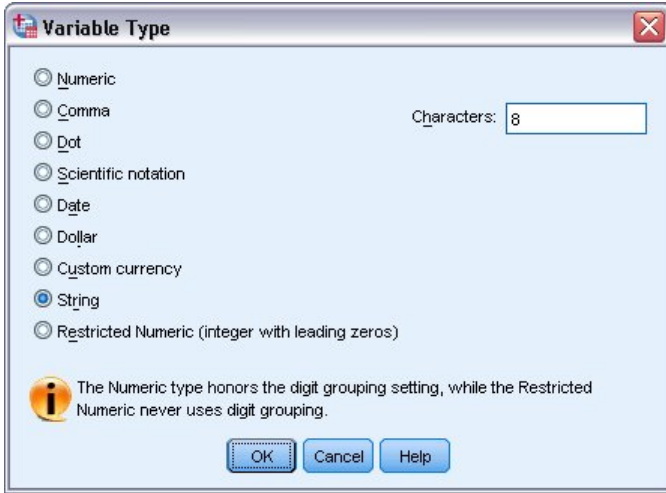 Variable Type
Numeric
Comma
Characters: 8
Dot
Scientific notation
Date
Dollar
Custom currency
String
Restricted Numeric (integer with leading zeros)
The Numeric type honors the digit grouping setting, while the Restricted
Numeric never uses digit grouping.
OK Cancel Help